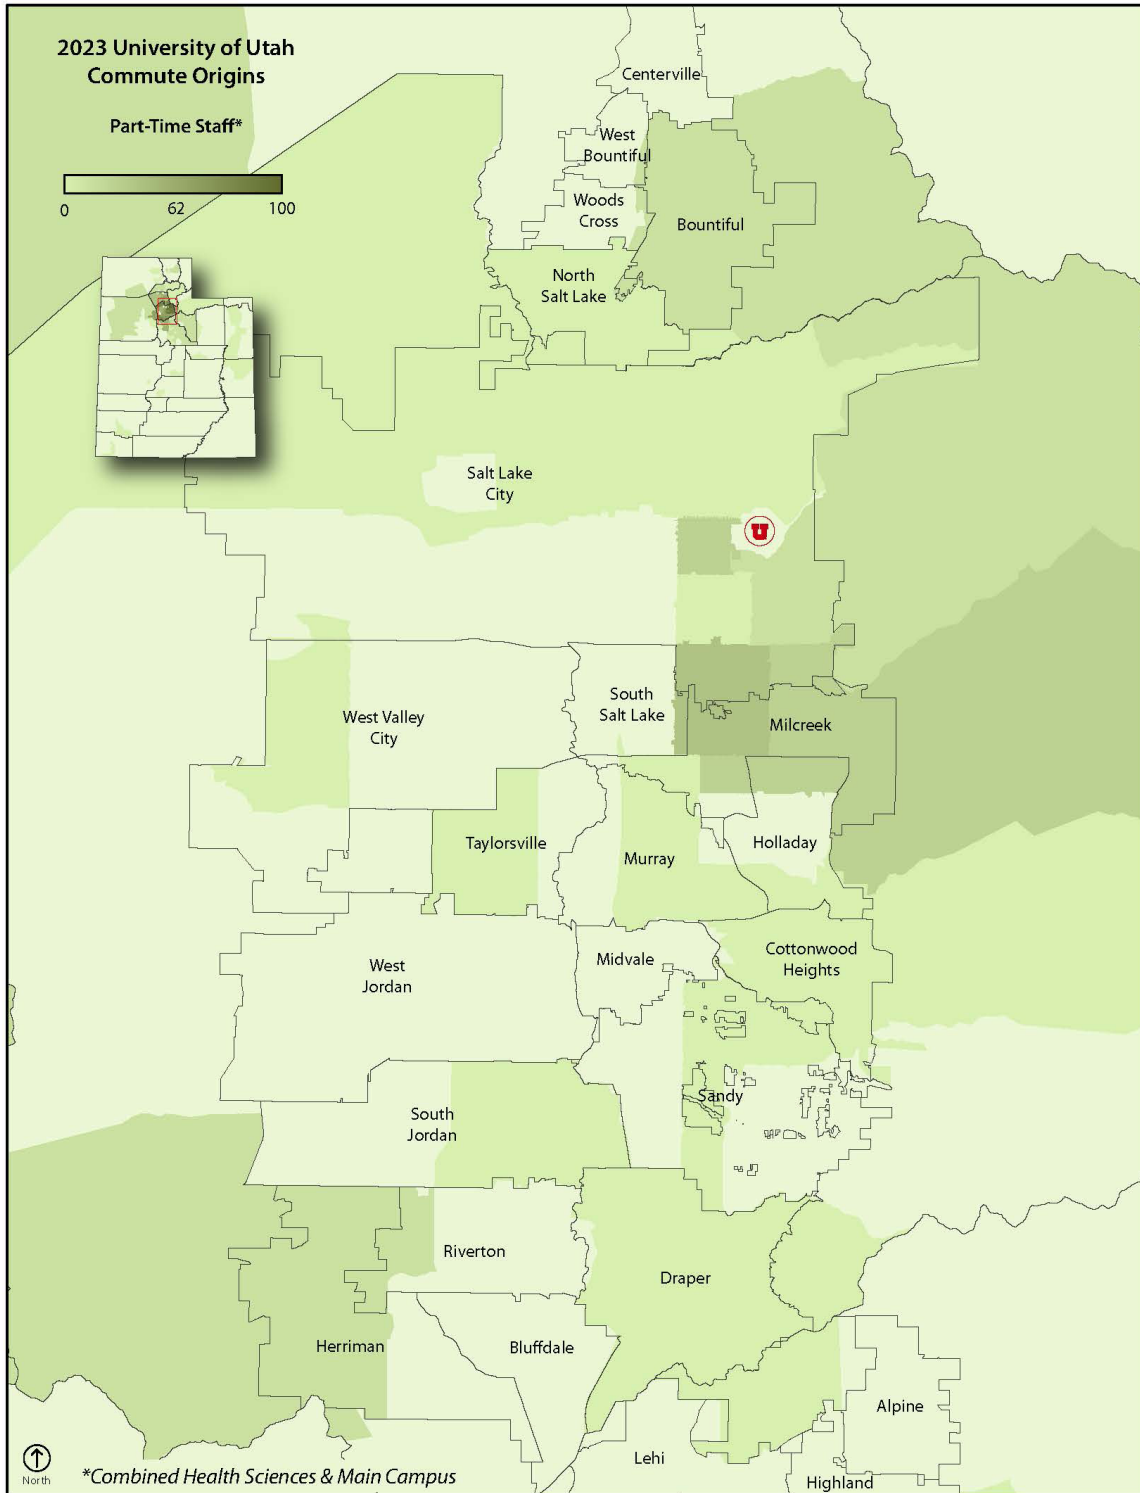 2023 University of Utah
Commute Origins
Part-Time Staff*
0 62 100
Centerville
West
Bountiful
Woods
Cross
Bountiful
North
Salt Lake
Salt Lake
City
U
South
Salt Lake
West Valley
City
Milcreek
Taylorsville
Murray
Holladay
West
Jordan
Midvale
Cottonwood
Heights
Sandy
South
Jordan
Riverton
Draper
Herriman
Bluffdale
Alpine
Lehi
Highland
North
*Combined Health Sciences & Main Campus